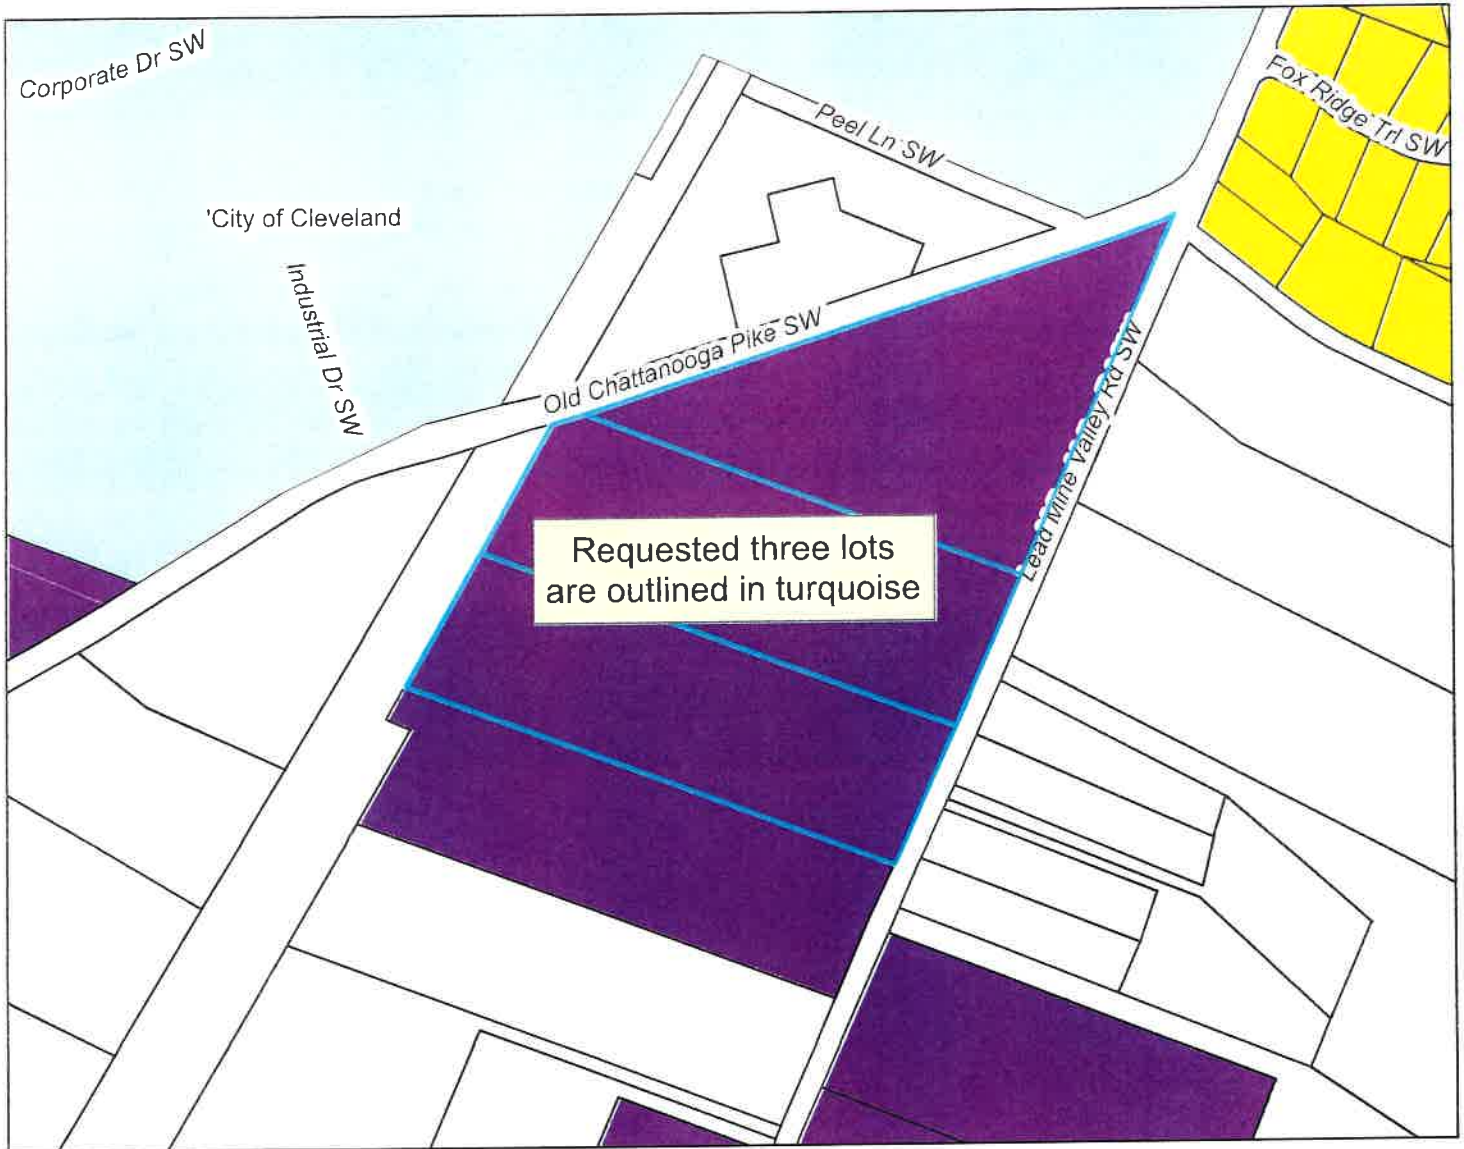 Corporate Dr SW
Fox Ridge Trl SW
Peel Ln SW
'City of Cleveland
Industrial Dr SW
Old Chattanooga Pike SW
Lead Mine Valley Rd SW
Requested three lots
are outlined in turquoise